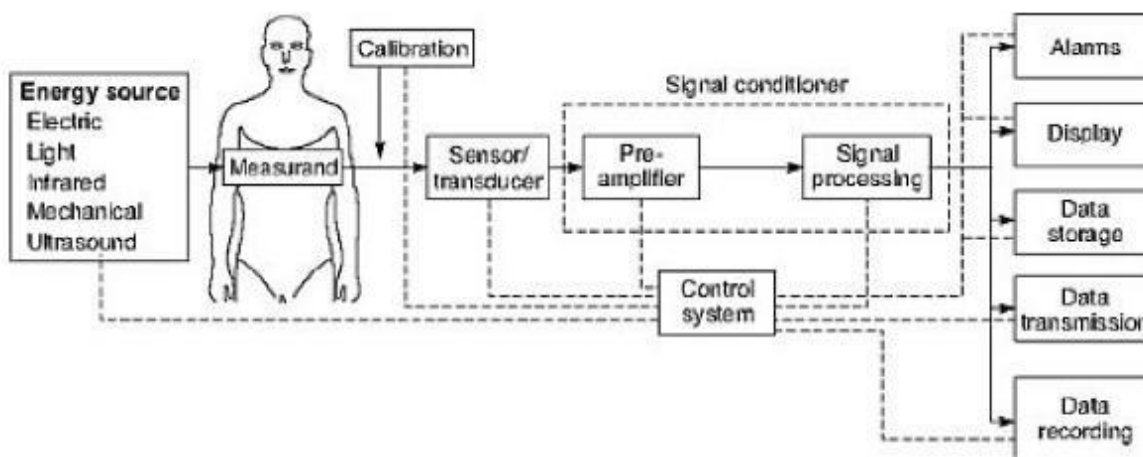 Calibration
Energy source
Electric
Light
Infrared
Mechanical
Ultrasound
Measurand
Sensor/
transducer
Signal conditioner
Pre-
amplifier
Signal
processing
Control
system
Alarms
Display
Data
storage
Data
transmission
Data
recording